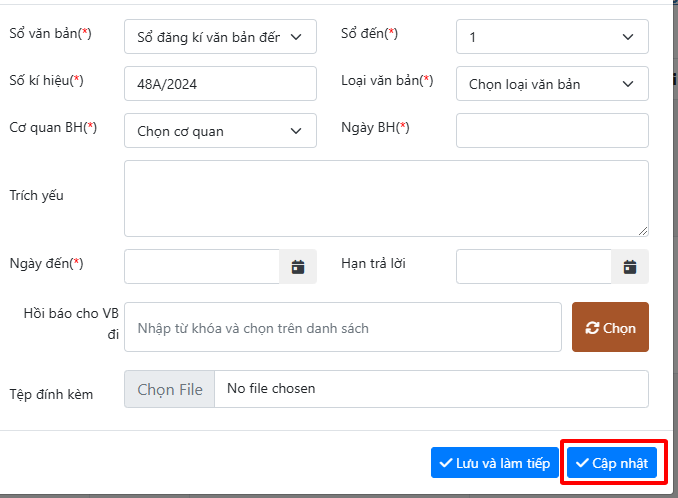 Sổ văn bản(*) Sổ đăng kí văn bản đến Số đến(*) 1
Số kí hiệu(*) 48A/2024 Loại văn bản(*) Chọn loại văn bản
Cơ quan BH(*) Chọn cơ quan Ngày BH(*)
Trích yếu
Ngày đến(*) Hạn trả lời
Hồi báo cho VB
đi
Nhập từ khóa và chọn trên danh sách Chọn
Tệp đính kèm Chọn File No file chosen
Lưu và làm tiếp Cập nhật